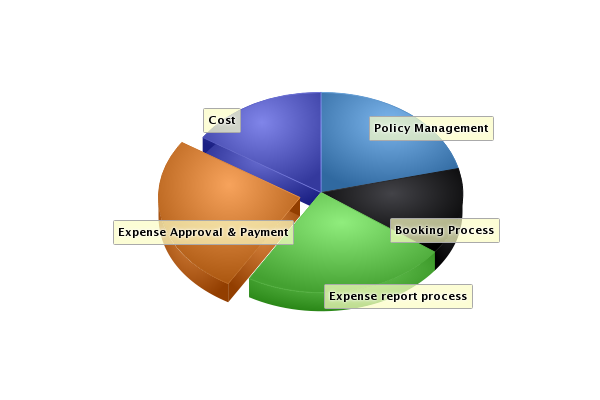 Cost
Policy Management
Expense Approval & Payment
Booking Process
Expense report process